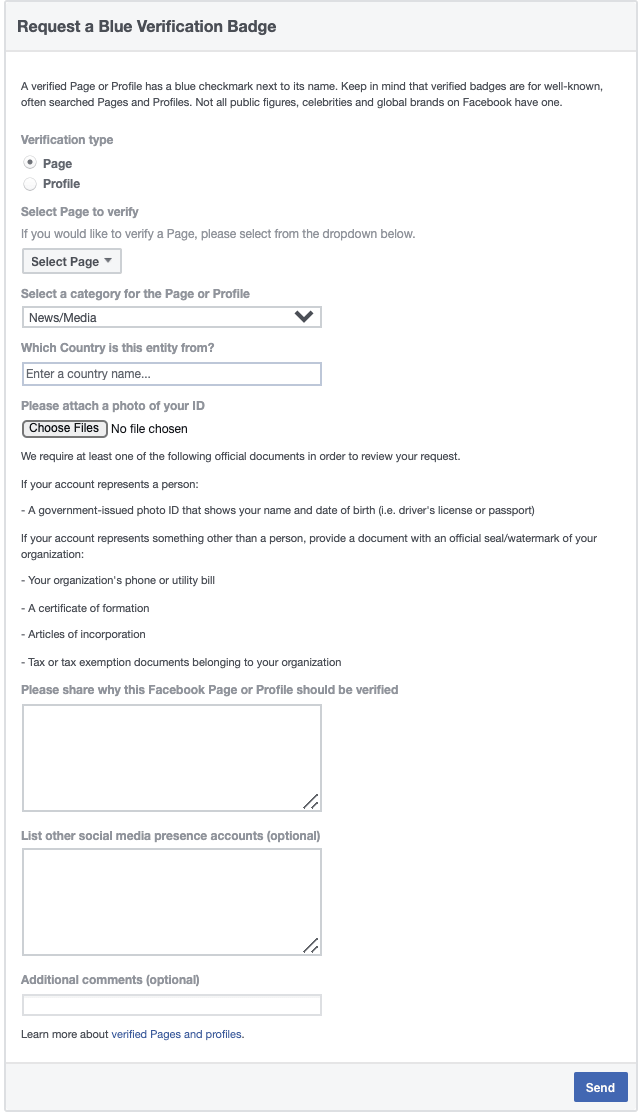 Request a Blue Verification Badge
A verified Page or Profile has a blue checkmark next to its name. Keep in mind that verified badges are for well-known,
often searched Pages and Profiles. Not all public figures, celebrities and global brands on Facebook have one.
Verification type
Page
Profile
Select Page to verify
If you would like to verify a Page, please select from the dropdown below.
Select Page
Select a category for the Page or Profile
News/Media
Which Country is this entity from?
Enter a country name...
Please attach a photo of your ID
Choose Files No file chosen
We require at least one of the following official documents in order to review your request.
If your account represents a person:
- A government-issued photo ID that shows your name and date of birth (i.e. driver's license or passport)
If your account represents something other than a person, provide a document with an official seal/watermark of your
organization:
- Your organization's phone or utility bill
- A certificate of formation
- Articles of incorporation
- Tax or tax exemption documents belonging to your organization
Please share why this Facebook Page or Profile should be verified
List other social media presence accounts (optional)
Additional comments (optional)
Learn more about verified Pages and profiles.
Send